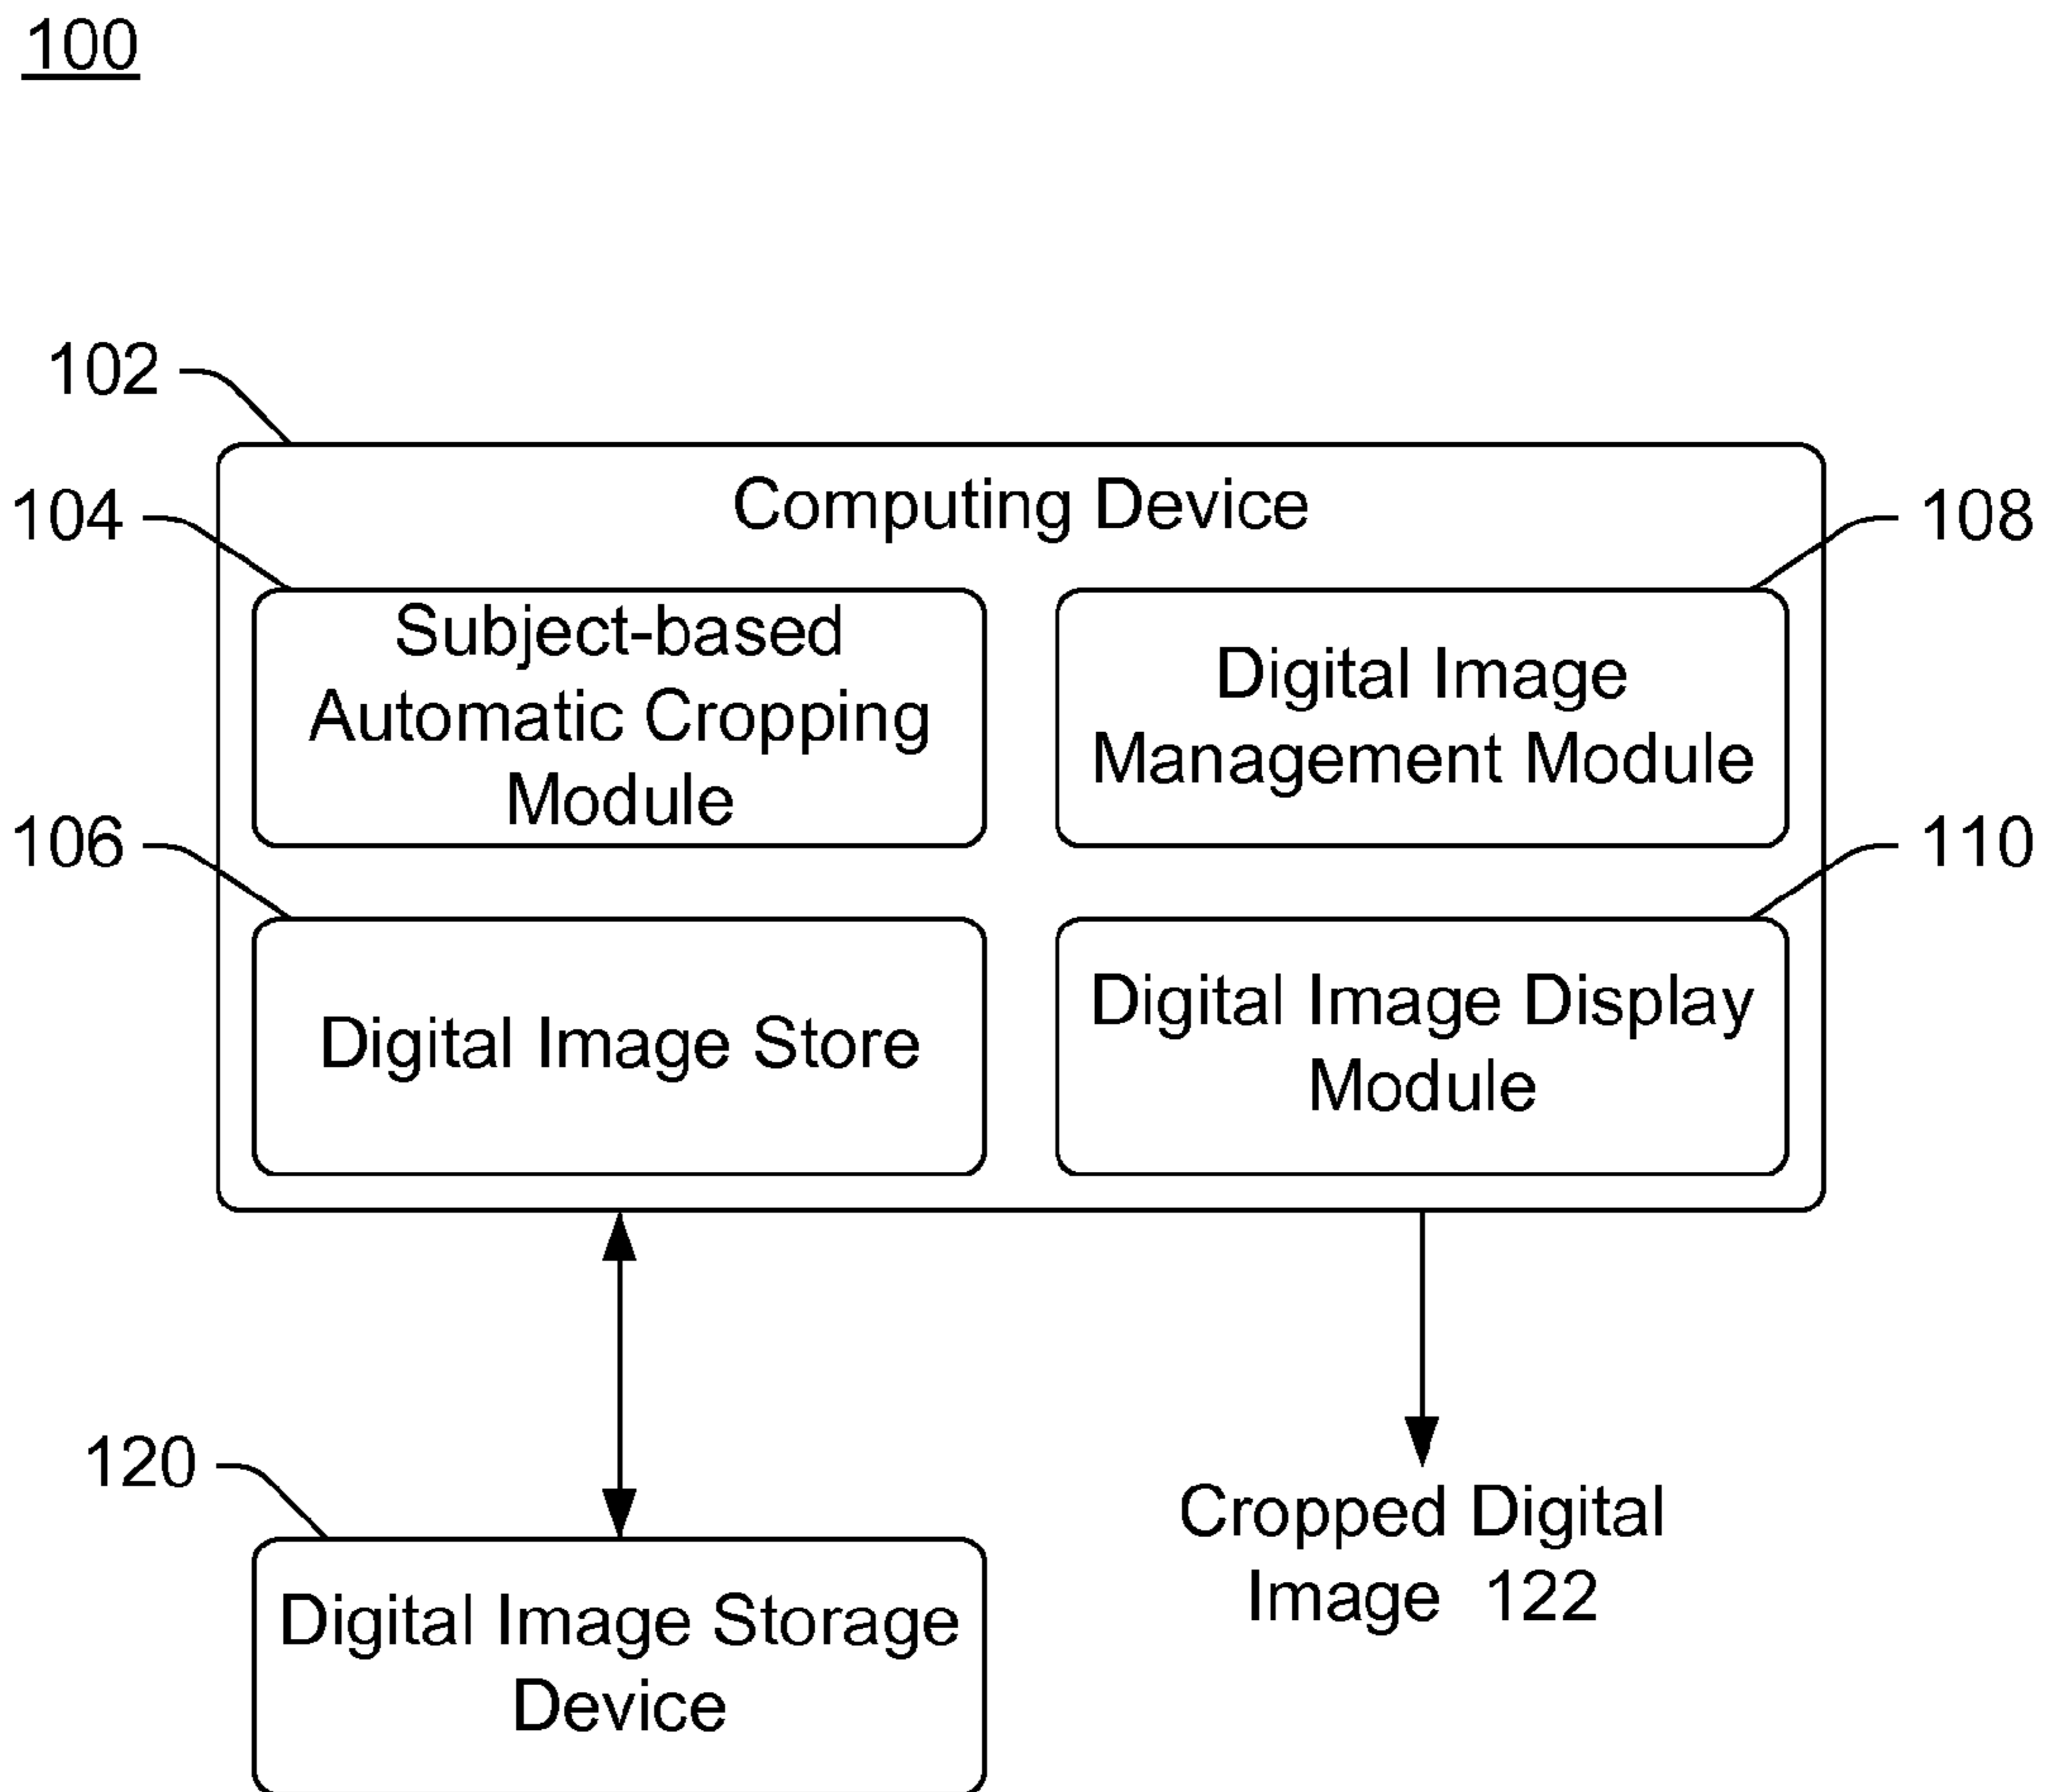 100
102
Computing Device
104
108
Subject-based
Automatic Cropping
Module
Digital Image
Management Module
106
110
Digital Image Store
Digital Image Display
Module
120
Digital Image Storage
Device
Cropped Digital
Image 122